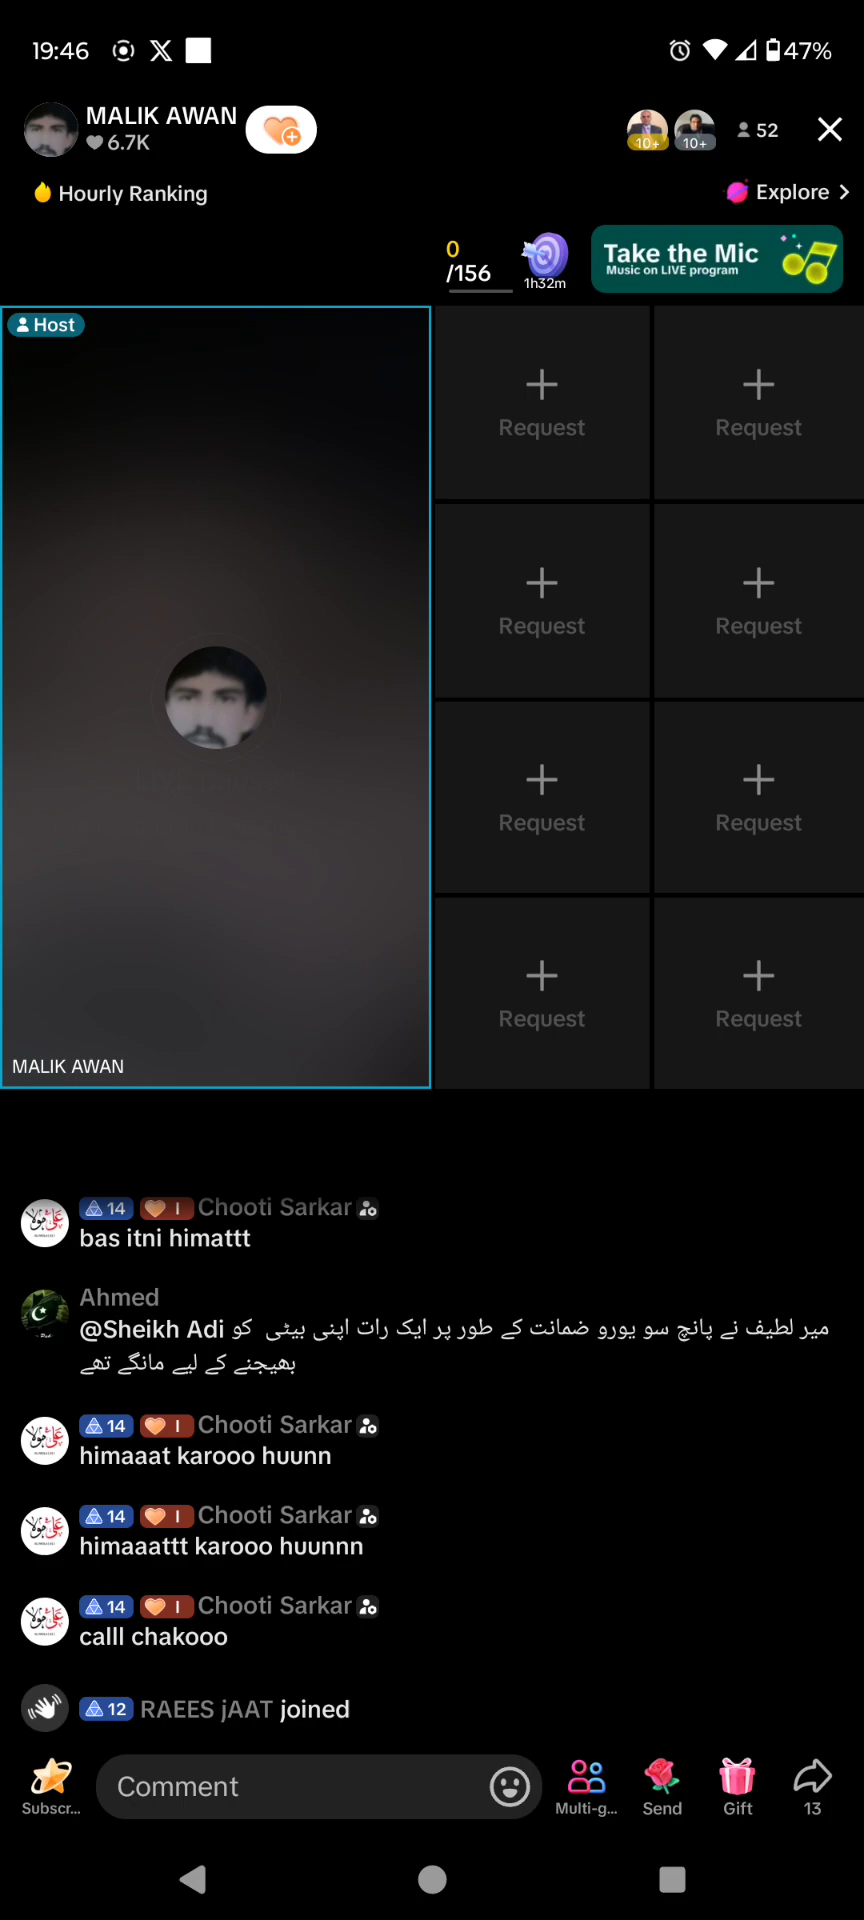 19:46
47%
MALIK AWAN
6.7K
10+
10+
52
Hourly Ranking
Explore
0
/156
1h32m
Take the Mic
Music on LIVE program
Host
Request
Request
Request
Request
Request
Request
Request
Request
MALIK AWAN
14 I Chooti Sarkar
bas itni himattt
Ahmed
@Sheikh Adi میر لطیف نے پانچ سو یورو ضمانت کے طور پر ایک رات اپنی بیٹی کو
بھیجنے کے لیے مانگے تھے
14 I Chooti Sarkar
himaaat karooo huunn
14 I Chooti Sarkar
himaaattt karooo huunnn
14 I Chooti Sarkar
calll chakooo
12 RAEES jAAT joined
Comment
Subscr...
Multi-g...
Send
Gift
13